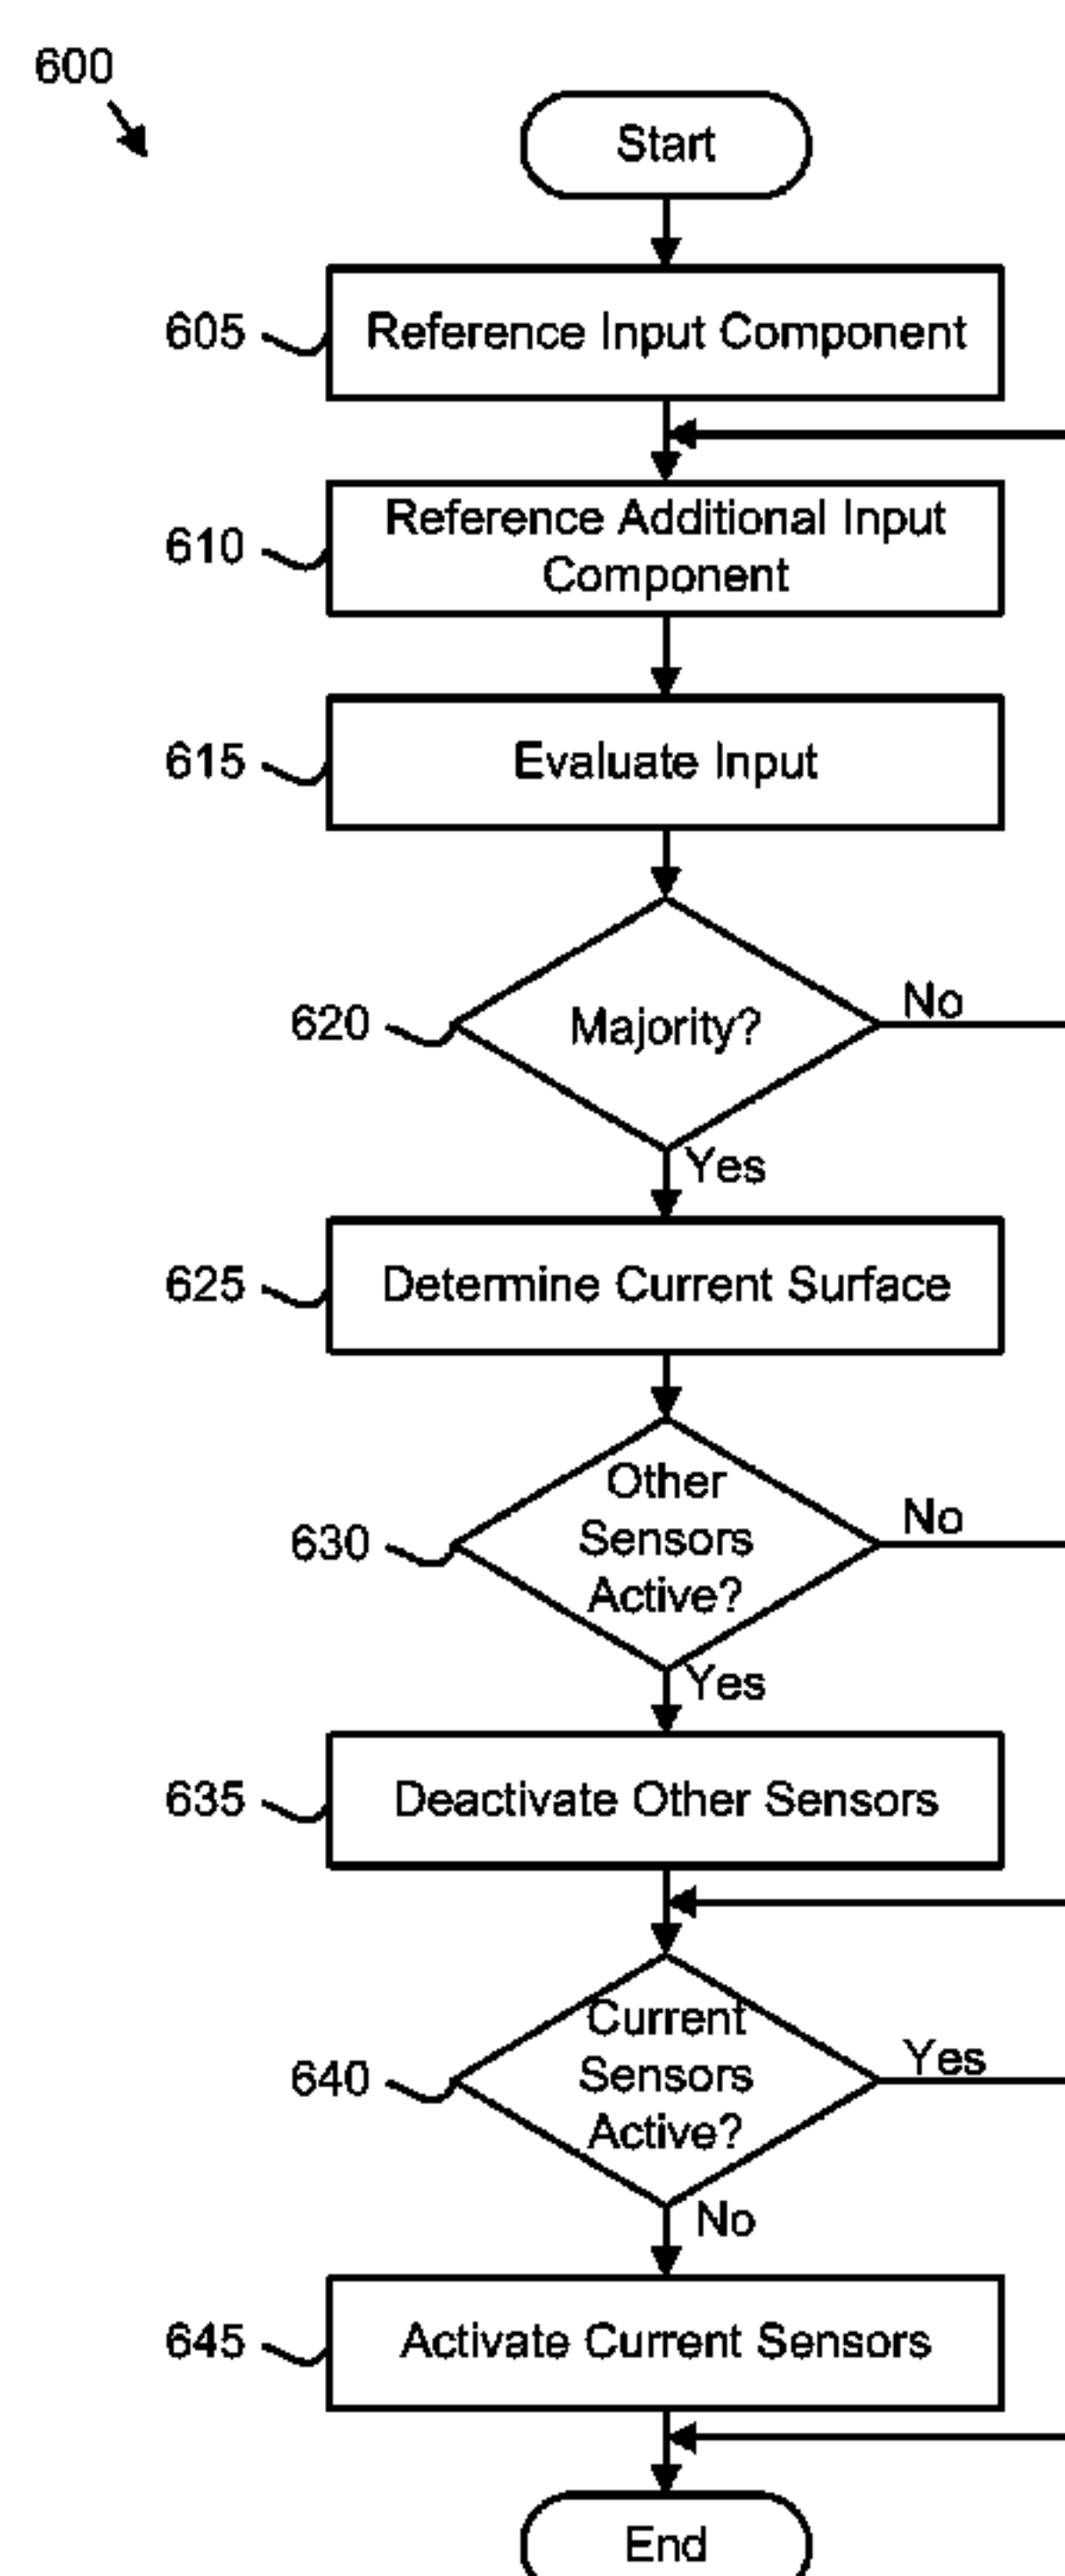 600
Start
605
Reference Input Component
610
Reference Additional Input
Component
615
Evaluate Input
620
Majority?
No
Yes
625
Determine Current Surface
630
Other
Sensors
Active?
No
Yes
635
Deactivate Other Sensors
640
Current
Sensors
Active?
Yes
No
645
Activate Current Sensors
End